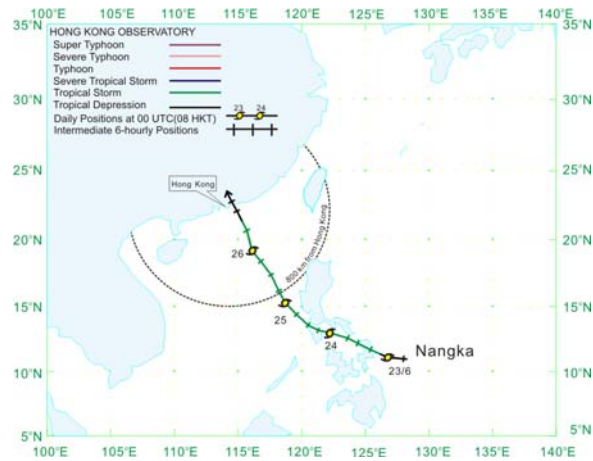 100°E 105°E 110°E 115°E 120°E 125°E 130°E 135°E 140°E
HONG KONG OBSERVATORY
Super Typhoon
Severe Typhoon
Typhoon
Severe Tropical Storm
Tropical Storm
Tropical Depression
Daily Positions at 00 UTC(08 HKT)
23 24
Intermediate 6-hourly Positions
35°N 35°N
30°N 30°N
25°N 25°N
20°N 20°N
15°N 15°N
10°N 10°N
5°N 5°N
Hong Kong
800 km from Hong Kong
26
25
24
23/6
Nangka
100°E 105°E 110°E 115°E 120°E 125°E 130°E 135°E 140°E